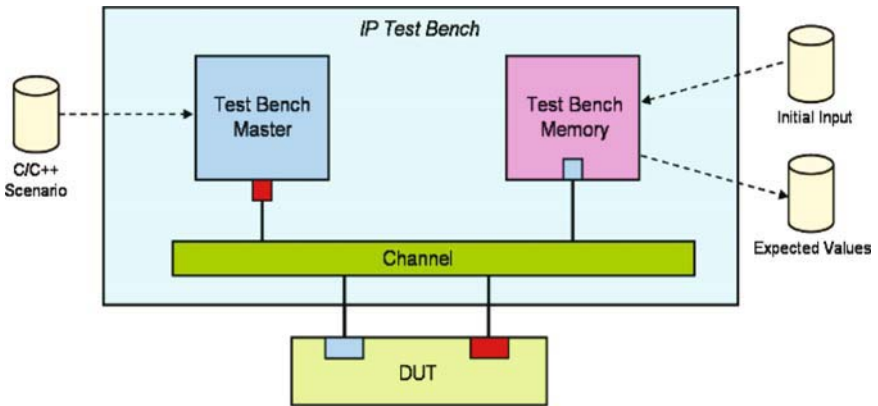 IP Test Bench
Test Bench
Master
Test Bench
Memory
C/C++
Scenario
Initial Input
Expected Values
Channel
DUT